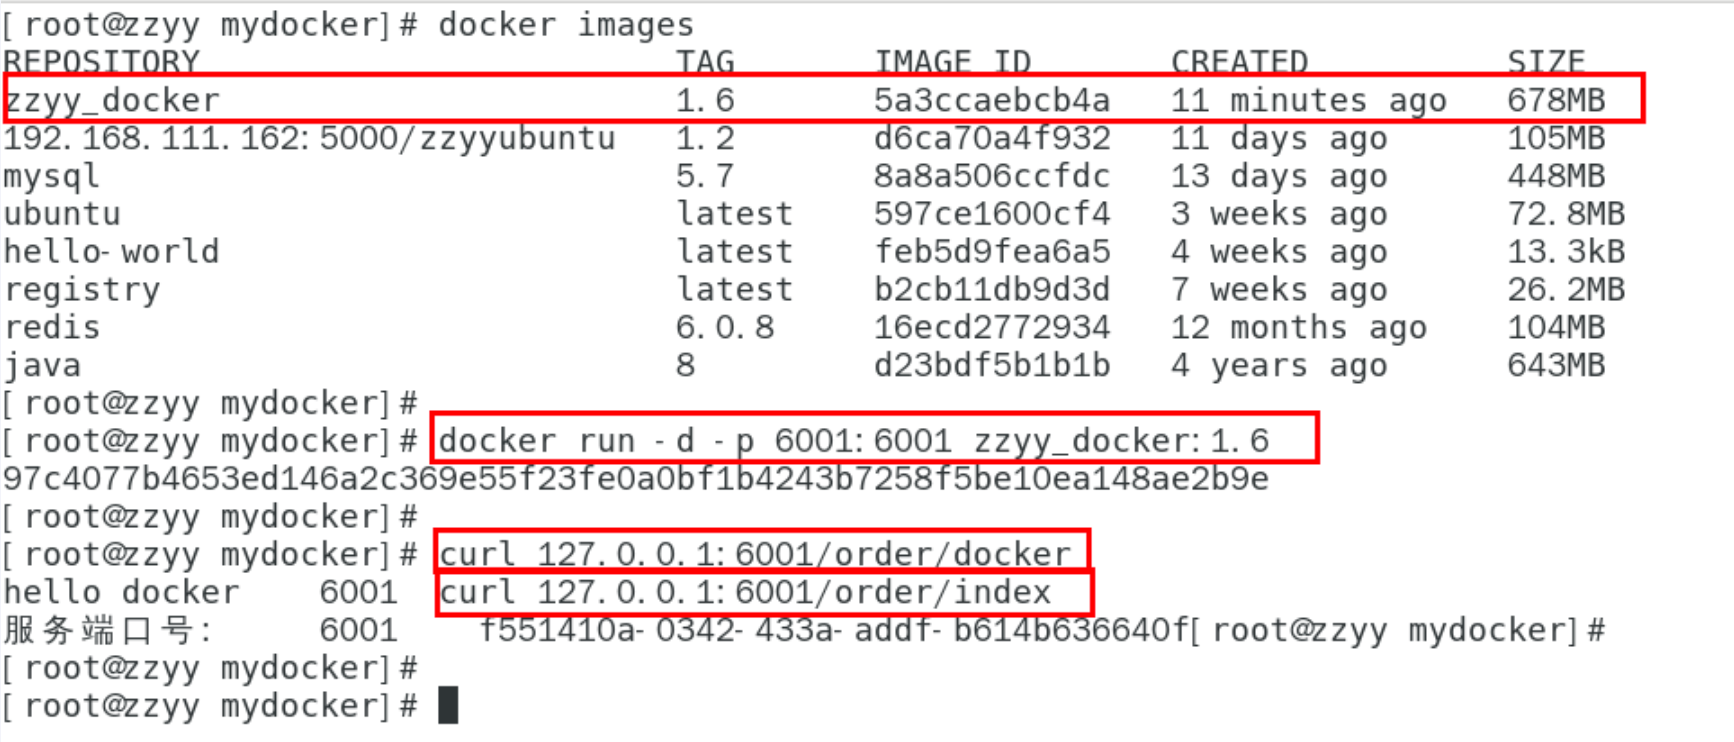 [root@zzyy mydocker]# docker images
REPOSITORY TAG IMAGE ID CREATED SIZE
zzyy_docker 1.6 5a3ccaebcb4a 11 minutes ago 678MB
192.168.111.162:5000/zzyyubuntu 1.2 d6ca70a4f932 11 days ago 105MB
mysql 5.7 8a8a506ccfdc 13 days ago 448MB
ubuntu latest 597ce1600cf4 3 weeks ago 72.8MB
hello-world latest feb5d9fea6a5 4 weeks ago 13.3kB
registry latest b2cb11db9d3d 7 weeks ago 26.2MB
redis 6.0.8 16ecd2772934 12 months ago 104MB
java 8 d23bdf5b1b1b 4 years ago 643MB
[root@zzyy mydocker]#
[root@zzyy mydocker]# docker run -d -p 6001:6001 zzyy_docker:1.6
97c4077b4653ed146a2c369e55f23fe0a0bf1b4243b7258f5be10ea148ae2b9e
[root@zzyy mydocker]#
[root@zzyy mydocker]# curl 127.0.0.1:6001/order/docker
hello docker 6001 curl 127.0.0.1:6001/order/index
服务端口号: 6001 f551410a-0342-433a-addf-b614b636640f[root@zzyy mydocker]#
[root@zzyy mydocker]#
[root@zzyy mydocker]#